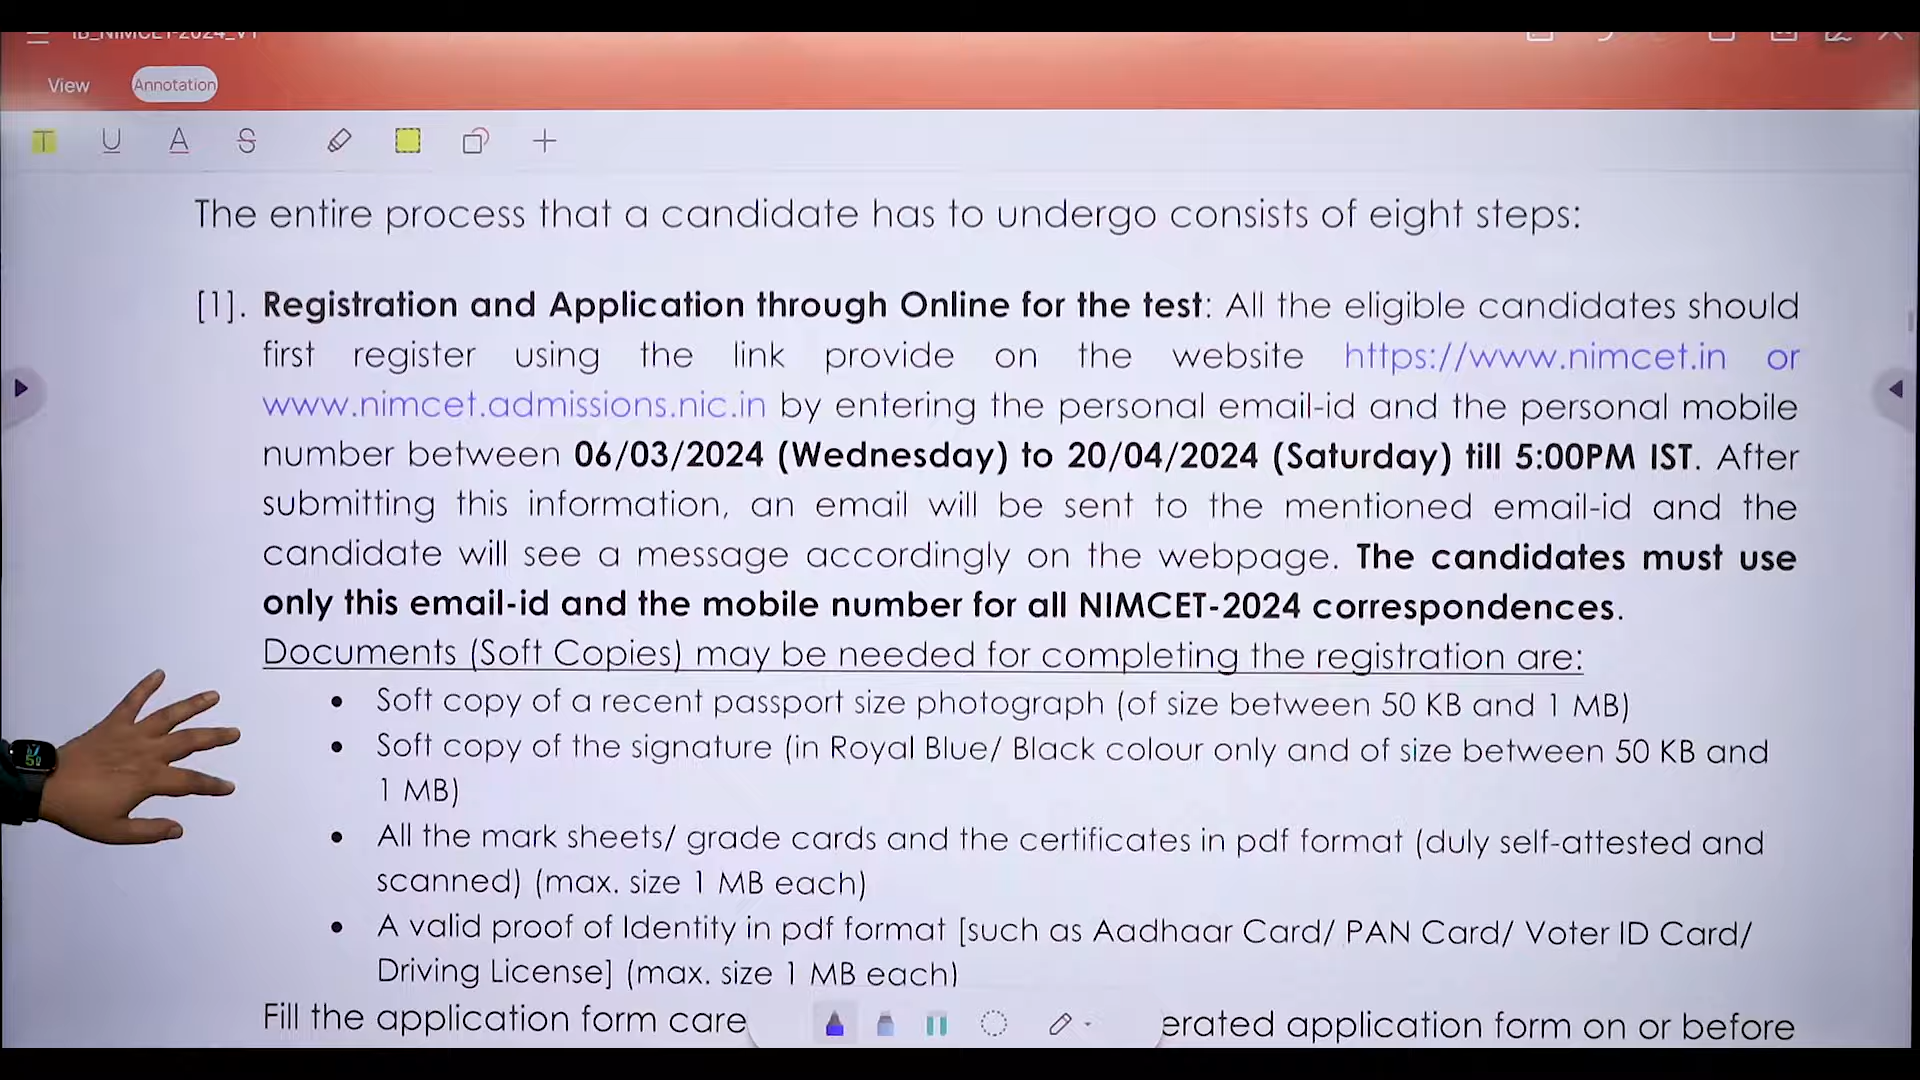 IB_NIMCET-2024_V1
View
Annotation
T U A S
The entire process that a candidate has to undergo consists of eight steps:
[1]. Registration and Application through Online for the test: All the eligible candidates should
first register using the link provide on the website https://www.nimcet.in or
www.nimcet.admissions.nic.in by entering the personal email-id and the personal mobile
number between 06/03/2024 (Wednesday) to 20/04/2024 (Saturday) till 5:00PM IST. After
submitting this information, an email will be sent to the mentioned email-id and the
candidate will see a message accordingly on the webpage. The candidates must use
only this email-id and the mobile number for all NIMCET-2024 correspondences.
Documents (Soft Copies) may be needed for completing the registration are:
• Soft copy of a recent passport size photograph (of size between 50 KB and 1 MB)
• Soft copy of the signature (in Royal Blue/ Black colour only and of size between 50 KB and
1 MB)
• All the mark sheets/ grade cards and the certificates in pdf format (duly self-attested and
scanned) (max. size 1 MB each)
• A valid proof of Identity in pdf format [such as Aadhaar Card/ PAN Card/ Voter ID Card/
Driving License] (max. size 1 MB each)
Fill the application form care erated application form on or before